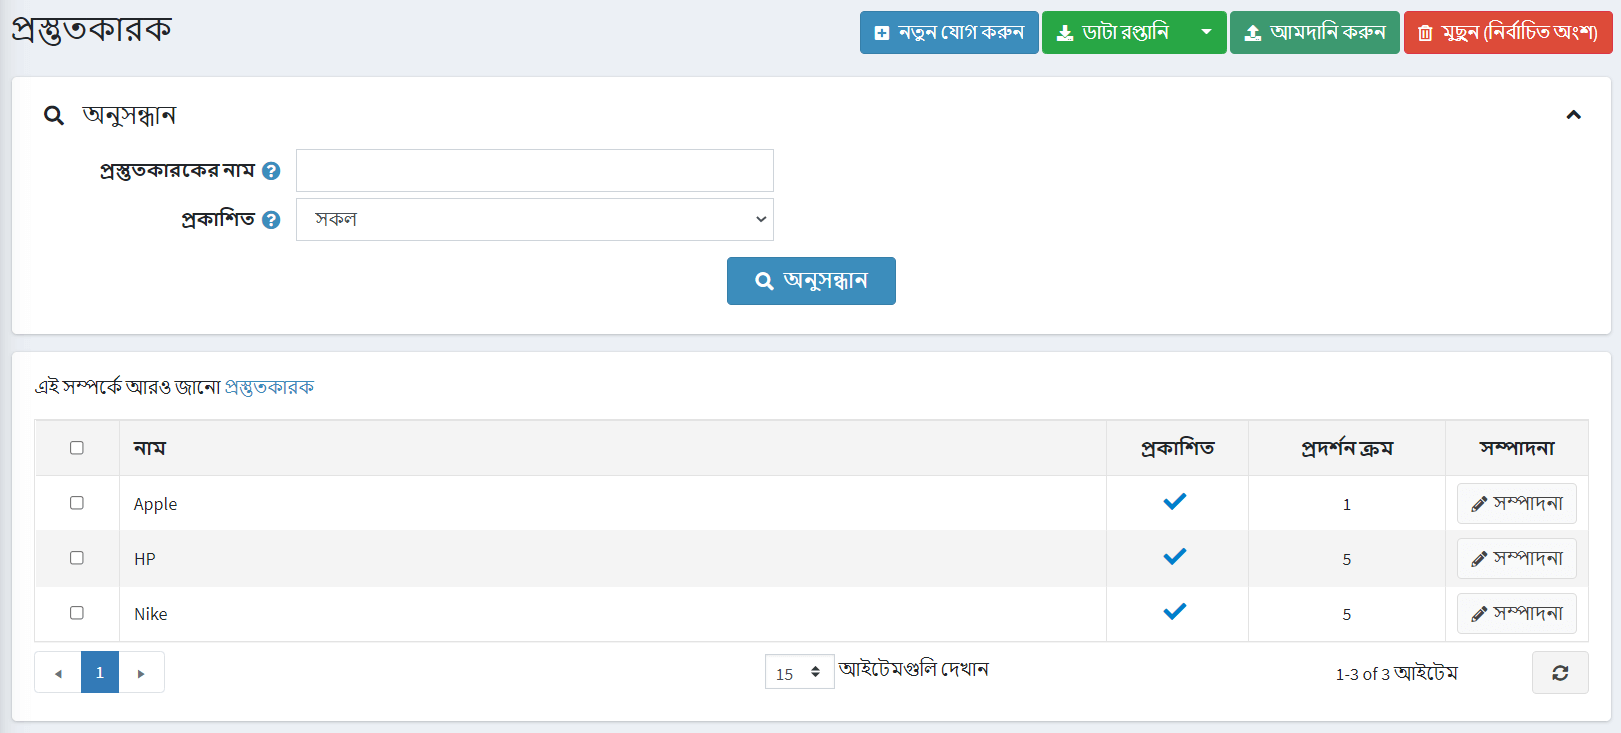 প্রস্তুতকারক
নতুন যোগ করুন ডাটা রপ্তানি আমদানি করুন মুছুন (নির্বাচিত অংশ)
অনুসন্ধান
প্রস্তুতকারকের নাম
প্রকাশিত সকল
অনুসন্ধান
এই সম্পর্কে আরও জানো প্রস্তুতকারক
নাম প্রকাশিত প্রদর্শন ক্রম সম্পাদনা
Apple 1 সম্পাদনা
HP 5 সম্পাদনা
Nike 5 সম্পাদনা
1 15 আইটেমগুলি দেখান 1-3 of 3 আইটেম